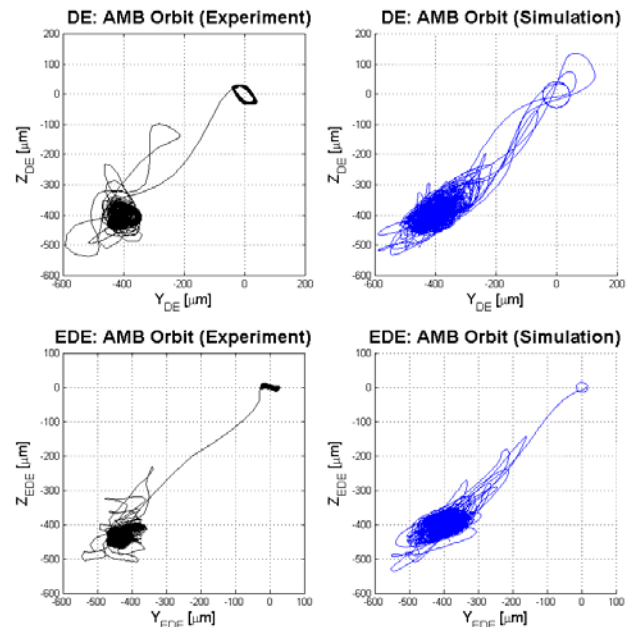 DE: AMB Orbit (Experiment)
DE: AMB Orbit (Simulation)
200
100
0
-100
-200
-300
-400
-500
-600
Z_DE [μm]
-600 -400 -200 0 200
Y_DE [μm]
200
100
0
-100
-200
-300
-400
-500
-600
Z_DE [μm]
-600 -400 -200 0 200
Y_DE [μm]
EDE: AMB Orbit (Experiment)
EDE: AMB Orbit (Simulation)
100
0
-100
-200
-300
-400
-500
-600
Z_EDE [μm]
-600 -500 -400 -300 -200 -100 0 100
Y_EDE [μm]
100
0
-100
-200
-300
-400
-500
-600
Z_EDE [μm]
-600 -500 -400 -300 -200 -100 0 100
Y_EDE [μm]